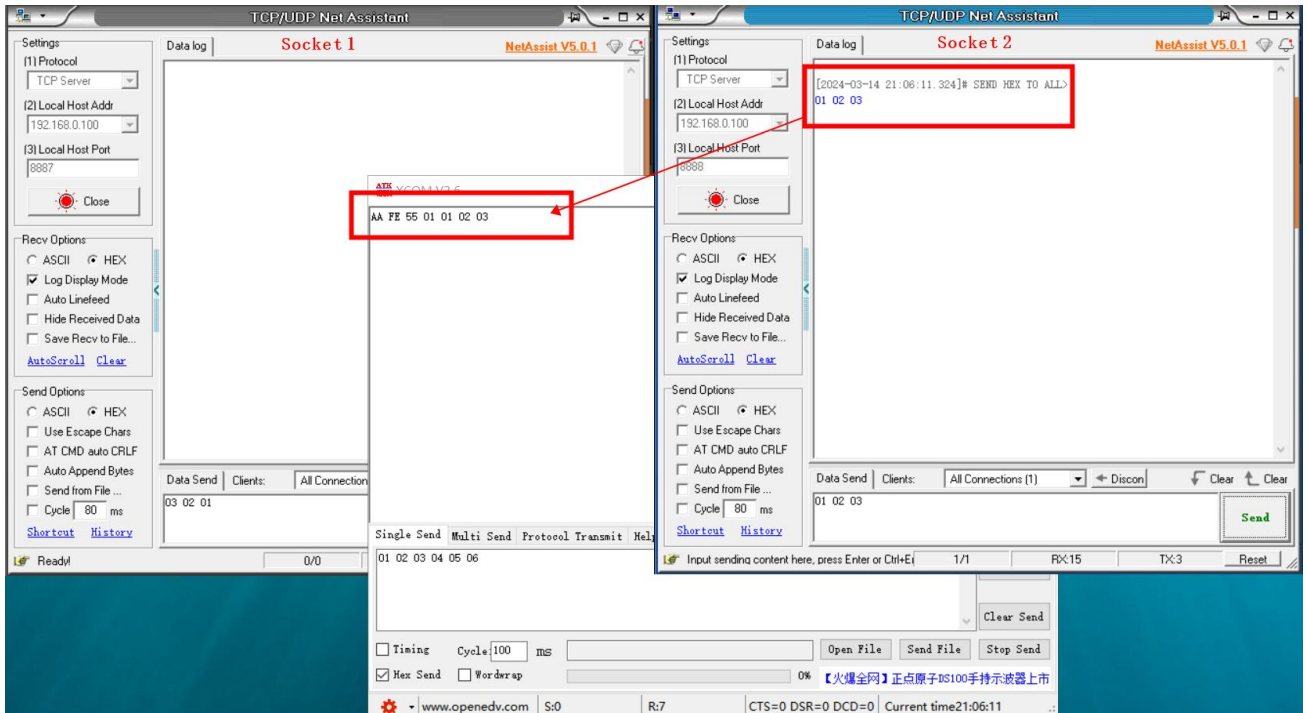 TCP/UDP Net Assistant
Settings
(1) Protocol
TCP Server
(2) Local Host Addr
192.168.0.100
(3) Local Host Port
8887
Close
Recv Options
ASCII HEX
Log Display Mode
Auto Linefeed
Hide Received Data
Save Recv to File...
AutoScroll Clear
Send Options
ASCII HEX
Use Escape Chars
AT CMD auto CRLF
Auto Append Bytes
Send from File ...
Cycle 80 ms
Shortcut History
Data log Socket 1 NetAssist V5.0.1
Data Send Clients: All Connection
03 02 01
Ready! 0/0
ATK XCOM V2.6
AA FE 55 01 01 02 03
Single Send Multi Send Protocol Transmit Help
01 02 03 04 05 06
Clear Send
Timing Cycle: 100 ms Open File Send File Stop Send
Hex Send Wordwrap 0% 【火爆全网】正点原子DS100手持示波器上市
www.openedv.com S:0 R:7 CTS=0 DSR=0 DCD=0 Current time21:06:11
TCP/UDP Net Assistant
Settings
(1) Protocol
TCP Server
(2) Local Host Addr
192.168.0.100
(3) Local Host Port
8888
Close
Recv Options
ASCII HEX
Log Display Mode
Auto Linefeed
Hide Received Data
Save Recv to File...
AutoScroll Clear
Send Options
ASCII HEX
Use Escape Chars
AT CMD auto CRLF
Auto Append Bytes
Send from File ...
Cycle 80 ms
Shortcut History
Data log Socket 2 NetAssist V5.0.1
[2024-03-14 21:06:11.324]# SEND HEX TO ALL>
01 02 03
Data Send Clients: All Connections (1) Discon Clear Clear
01 02 03
Send
Input sending content here, press Enter or Ctrl+E 1/1 RX:15 TX:3 Reset